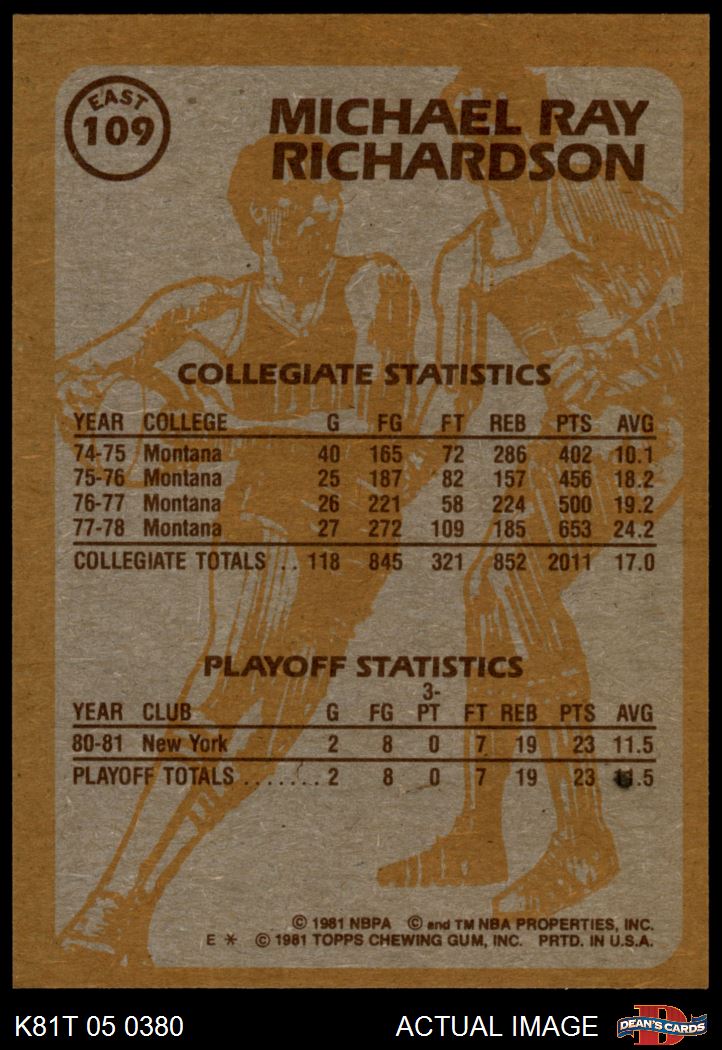 EAST
109
MICHAEL RAY
RICHARDSON
COLLEGIATE STATISTICS
YEAR COLLEGE G FG FT REB PTS AVG
74-75 Montana 40 165 72 286 402 10.1
75-76 Montana 25 187 82 157 456 18.2
76-77 Montana 26 221 58 224 500 19.2
77-78 Montana 27 272 109 185 653 24.2
COLLEGIATE TOTALS .. 118 845 321 852 2011 17.0
PLAYOFF STATISTICS
3-
YEAR CLUB G FG PT FT REB PTS AVG
80-81 New York 2 8 0 7 19 23 11.5
PLAYOFF TOTALS ....... 2 8 0 7 19 23 11.5
© 1981 NBPA © and TM NBA PROPERTIES, INC.
E * © 1981 TOPPS CHEWING GUM, INC. PRTD. IN U.S.A.
K81T 05 0380 ACTUAL IMAGE
D
DEAN'S CARDS